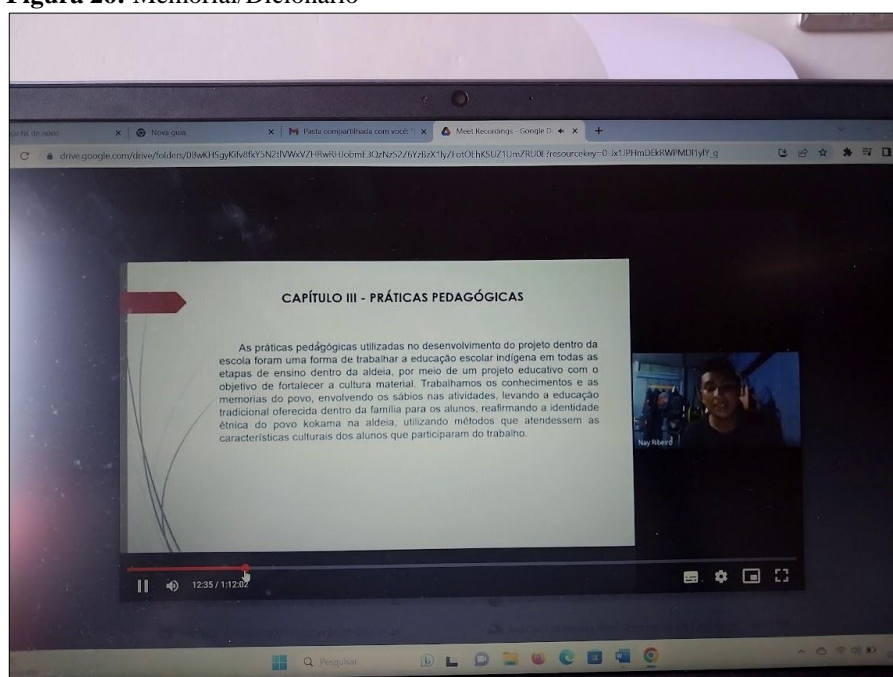 Figura 20: Memorial/Dicionário
Nova guia
Pasta compartilhada com você:
Meet Recordings - Google D
CAPÍTULO III - PRÁTICAS PEDAGÓGICAS
As práticas pedágógicas utilizadas no desenvolvimento do projeto dentro da
escola foram uma forma de trabalhar a educação escolar indígena em todas as
etapas de ensino dentro da aldeia, por meio de um projeto educativo com o
objetivo de fortalecer a cultura material. Trabalhamos os conhecimentos e as
memorias do povo, envolvendo os sábios nas atividades, levando a educação
tradicional oferecida dentro da família para os alunos, reafirmando a identidade
étnica do povo kokama na aldeia, utilizando métodos que atendessem as
características culturais dos alunos que participaram do trabalho.
Nay Ribeiro
12:35 / 1:12:02
Pesquisar